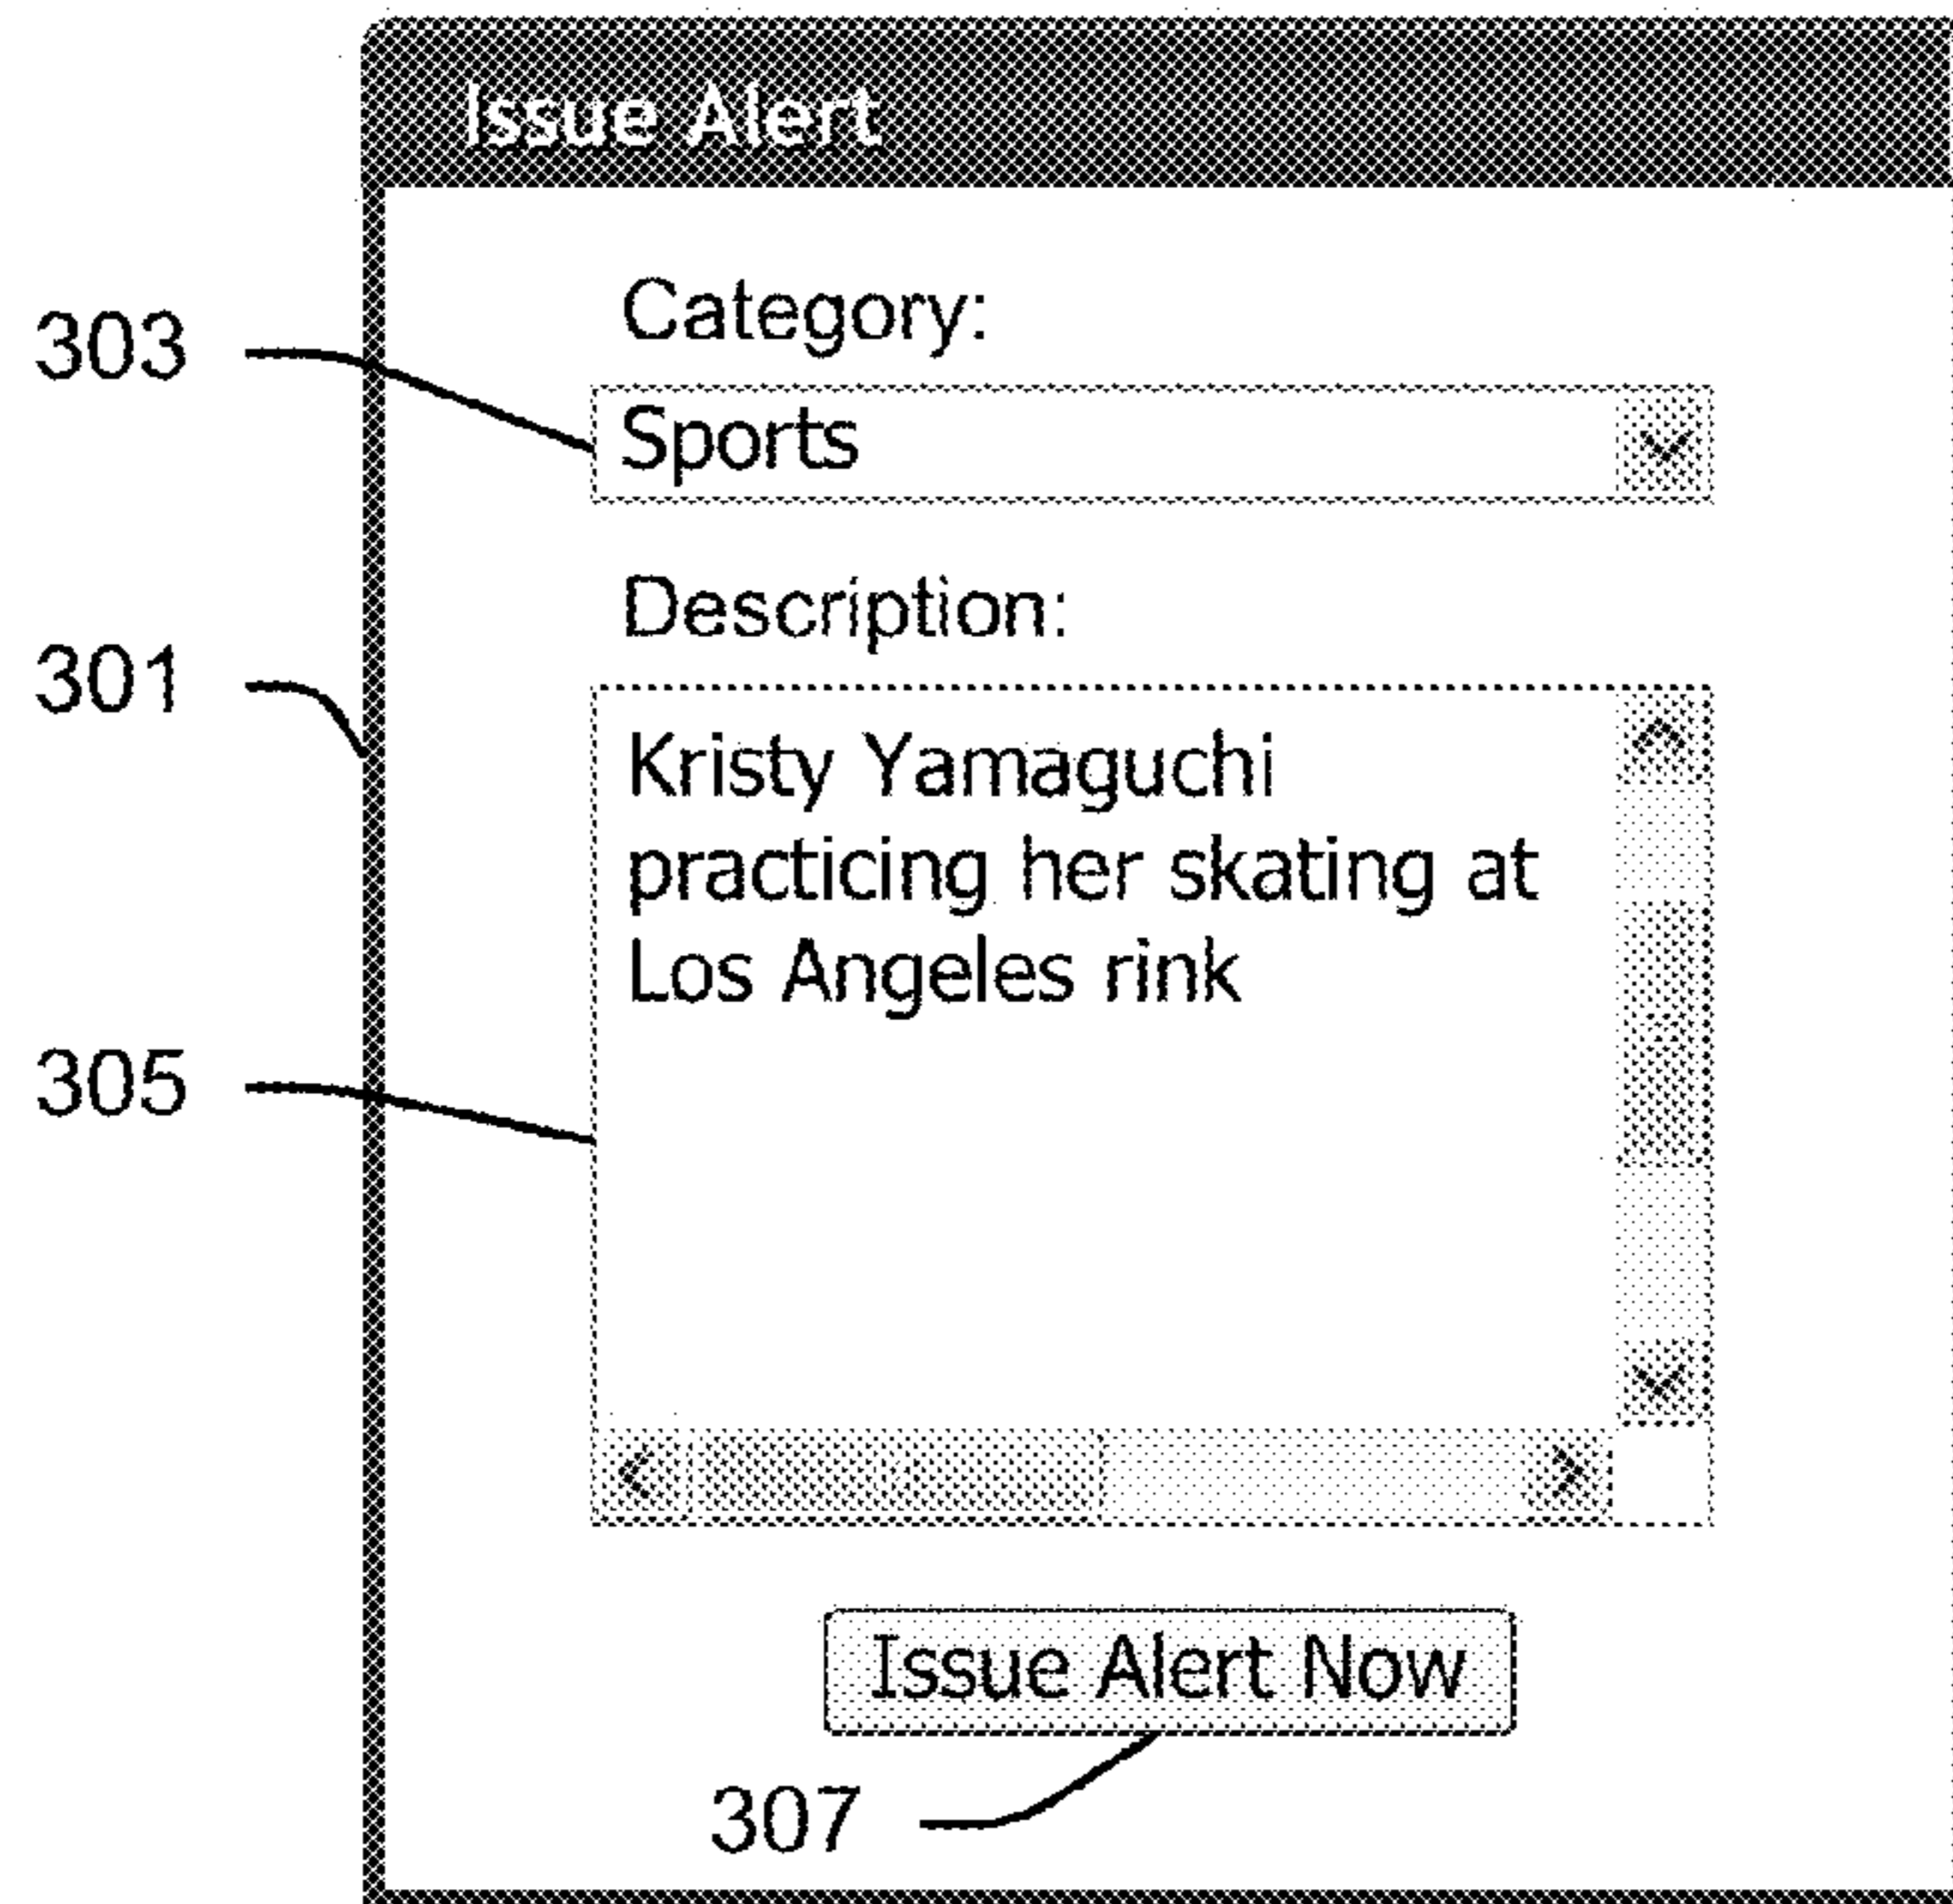 Issue Alert
Category:
303
Sports
Description:
301
Kristy Yamaguchi
practicing her skating at
Los Angeles rink
305
Issue Alert Now
307